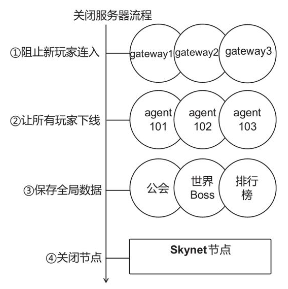 关闭服务器流程
①阻止新玩家连入
gateway1
gateway2
gateway3
②让所有玩家下线
agent
101
agent
102
agent
103
③保存全局数据
公会
世界
Boss
排行
榜
④关闭节点
Skynet节点